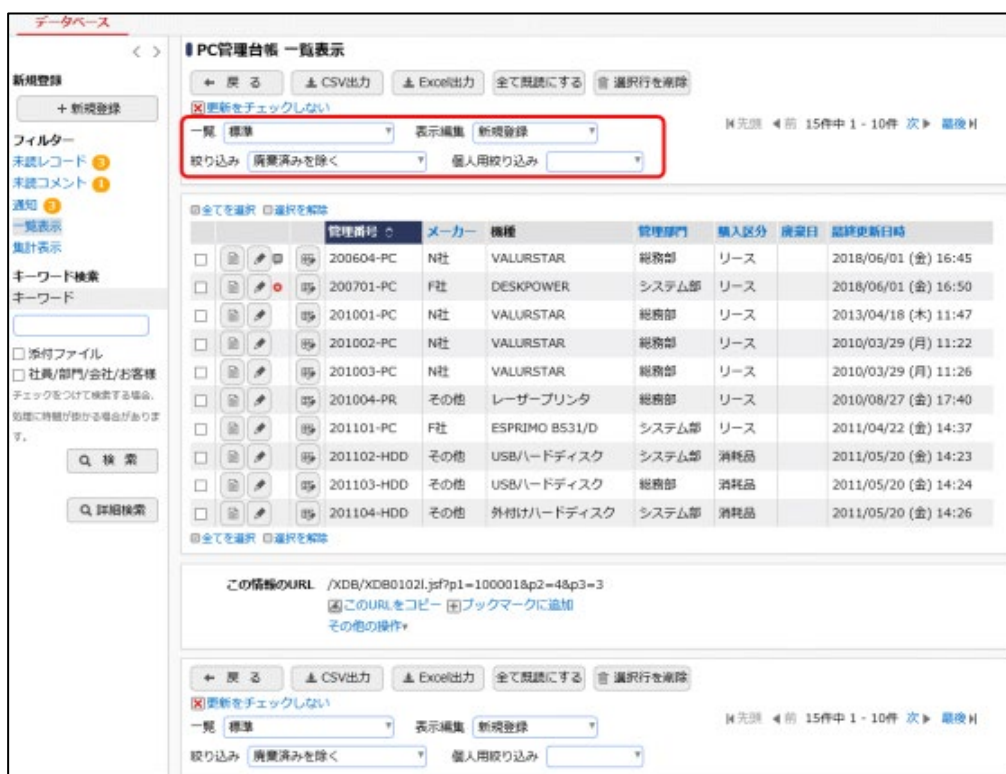 データベース
PC管理台帳 一覧表示
新規登録
+ 新規登録
フィルター
未読レコード 3
未読コメント 1
通知 3
一覧表示
集計表示
キーワード検索
キーワード
添付ファイル
社員/部門/会社/お客様
チェックをつけて検索する場合、
処理に時間が掛かる場合がありま
す。
検 索
詳細検索
戻 る CSV出力 Excel出力 全て既読にする 選択行を削除
更新をチェックしない
一覧 標準 表示編集 新規登録
絞り込み 廃棄済みを除く 個人用絞り込み
先頭 前 15件中 1 - 10件 次 最後
全てを選択 選択を解除
管理番号 メーカー 機種 管理部門 購入区分 廃棄日 最終更新日時
200604-PC N社 VALURSTAR 総務部 リース 2018/06/01 (金) 16:45
200701-PC F社 DESKPOWER システム部 リース 2018/06/01 (金) 16:50
201001-PC N社 VALURSTAR 総務部 リース 2013/04/18 (木) 11:47
201002-PC N社 VALURSTAR 総務部 リース 2010/03/29 (月) 11:22
201003-PC N社 VALURSTAR 総務部 リース 2010/03/29 (月) 11:26
201004-PR その他 レーザープリンタ 総務部 リース 2010/08/27 (金) 17:40
201101-PC F社 ESPRIMO B531/D システム部 リース 2011/04/22 (金) 14:37
201102-HDD その他 USBハードディスク システム部 消耗品 2011/05/20 (金) 14:23
201103-HDD その他 USBハードディスク 総務部 消耗品 2011/05/20 (金) 14:24
201104-HDD その他 外付けハードディスク システム部 消耗品 2011/05/20 (金) 14:26
全てを選択 選択を解除
この情報のURL /XDB/XDB0102l.jsf?p1=100001&p2=4&p3=3
このURLをコピー ブックマークに追加
その他の操作
戻 る CSV出力 Excel出力 全て既読にする 選択行を削除
更新をチェックしない
一覧 標準 表示編集 新規登録
絞り込み 廃棄済みを除く 個人用絞り込み
先頭 前 15件中 1 - 10件 次 最後